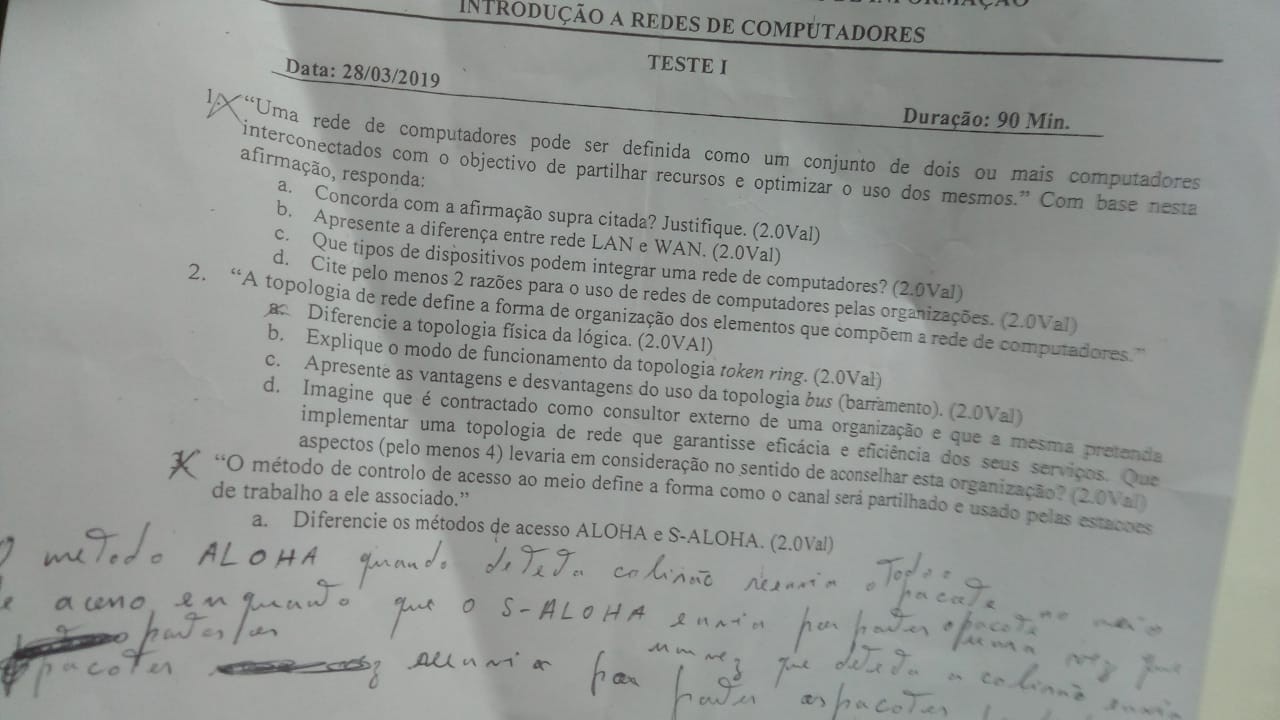 INFORMAÇÃO
INTRODUÇÃO A REDES DE COMPUTADORES
TESTE I
Data: 28/03/2019
Duração: 90 Min.
1. “Uma rede de computadores pode ser definida como um conjunto de dois ou mais computadores
interconectados com o objectivo de partilhar recursos e optimizar o uso dos mesmos.” Com base nesta
afirmação, responda:
a. Concorda com a afirmação supra citada? Justifique. (2.0Val)
b. Apresente a diferença entre rede LAN e WAN. (2.0Val)
c. Que tipos de dispositivos podem integrar uma rede de computadores? (2.0Val)
d. Cite pelo menos 2 razões para o uso de redes de computadores pelas organizações. (2.0Val)
2. “A topologia de rede define a forma de organização dos elementos que compõem a rede de computadores.”
a. Diferencie a topologia física da lógica. (2.0VAl)
b. Explique o modo de funcionamento da topologia token ring. (2.0Val)
c. Apresente as vantagens e desvantagens do uso da topologia bus (barramento). (2.0Val)
d. Imagine que é contractado como consultor externo de uma organização e que a mesma pretenda
implementar uma topologia de rede que garantisse eficácia e eficiência dos seus serviços. Que
aspectos (pelo menos 4) levaria em consideração no sentido de aconselhar esta organização? (2.0Val)
“O método de controlo de acesso ao meio define a forma como o canal será partilhado e usado pelas estacoes
de trabalho a ele associado.”
a. Diferencie os métodos de acesso ALOHA e S-ALOHA. (2.0Val)
O metodo ALOHA quando deteta colisão reenvia Todo o pacote no meio
enquanto que o S-ALOHA envia por partes o pacote uma vez que
deteta a colisão envia
pacotes reenvia por partes os pacotes